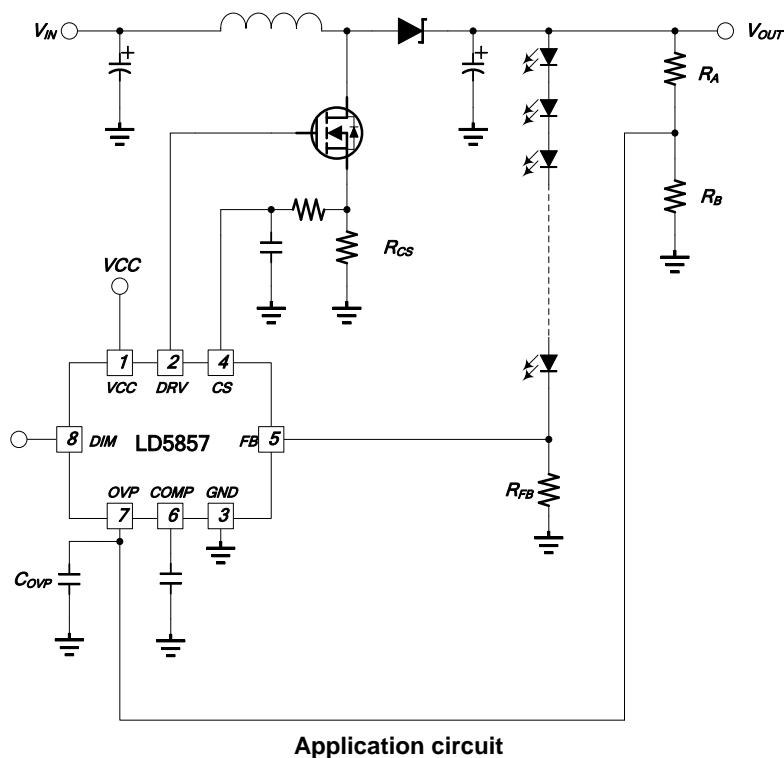 VIN
VOUT
RA
RB
RCS
VCC
1
2
4
VCC
DRV
CS
8
DIM
LD5857
FB
5
OVP
COMP
GND
7
6
3
RFB
COVP
Application circuit